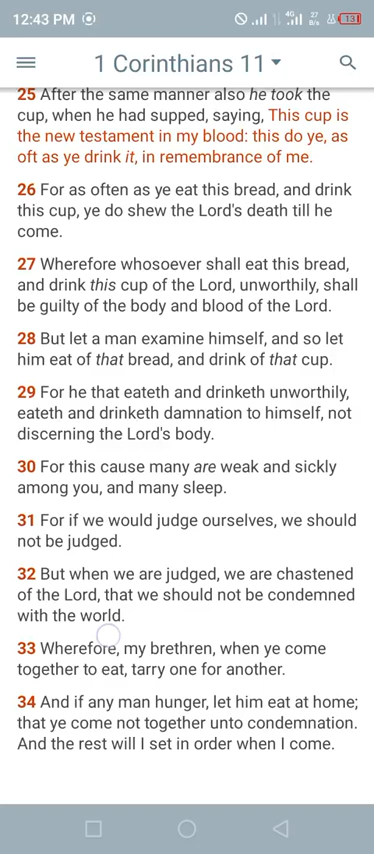 12:43 PM
4G
27
B/s
13
1 Corinthians 11
25 After the same manner also he took the
cup, when he had supped, saying, This cup is
the new testament in my blood: this do ye, as
oft as ye drink it, in remembrance of me.
26 For as often as ye eat this bread, and drink
this cup, ye do shew the Lord's death till he
come.
27 Wherefore whosoever shall eat this bread,
and drink this cup of the Lord, unworthily, shall
be guilty of the body and blood of the Lord.
28 But let a man examine himself, and so let
him eat of that bread, and drink of that cup.
29 For he that eateth and drinketh unworthily,
eateth and drinketh damnation to himself, not
discerning the Lord's body.
30 For this cause many are weak and sickly
among you, and many sleep.
31 For if we would judge ourselves, we should
not be judged.
32 But when we are judged, we are chastened
of the Lord, that we should not be condemned
with the world.
33 Wherefore, my brethren, when ye come
together to eat, tarry one for another.
34 And if any man hunger, let him eat at home;
that ye come not together unto condemnation.
And the rest will I set in order when I come.